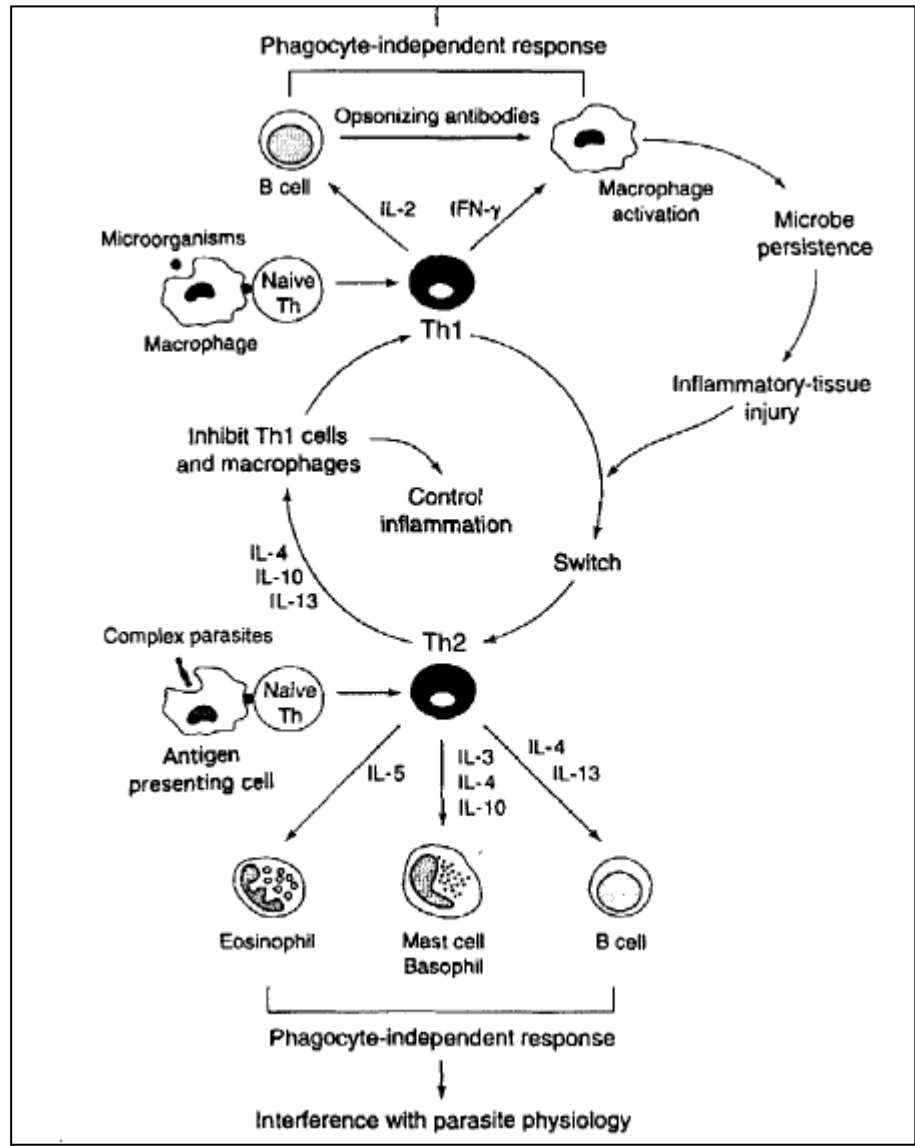 Phagocyte-independent response
Opsonizing antibodies
B cell
Macrophage
activation
IL-2
IFN-γ
Microbe
persistence
Microorganisms
Naive
Th
Macrophage
Th1
Inflammatory-tissue
injury
Inhibit Th1 cells
and macrophages
Control
inflammation
Switch
IL-4
IL-10
IL-13
Th2
Complex parasites
Naive
Th
Antigen
presenting cell
IL-5
IL-3
IL-4
IL-10
IL-4
IL-13
Eosinophil
Mast cell
Basophil
B cell
Phagocyte-independent response
Interference with parasite physiology